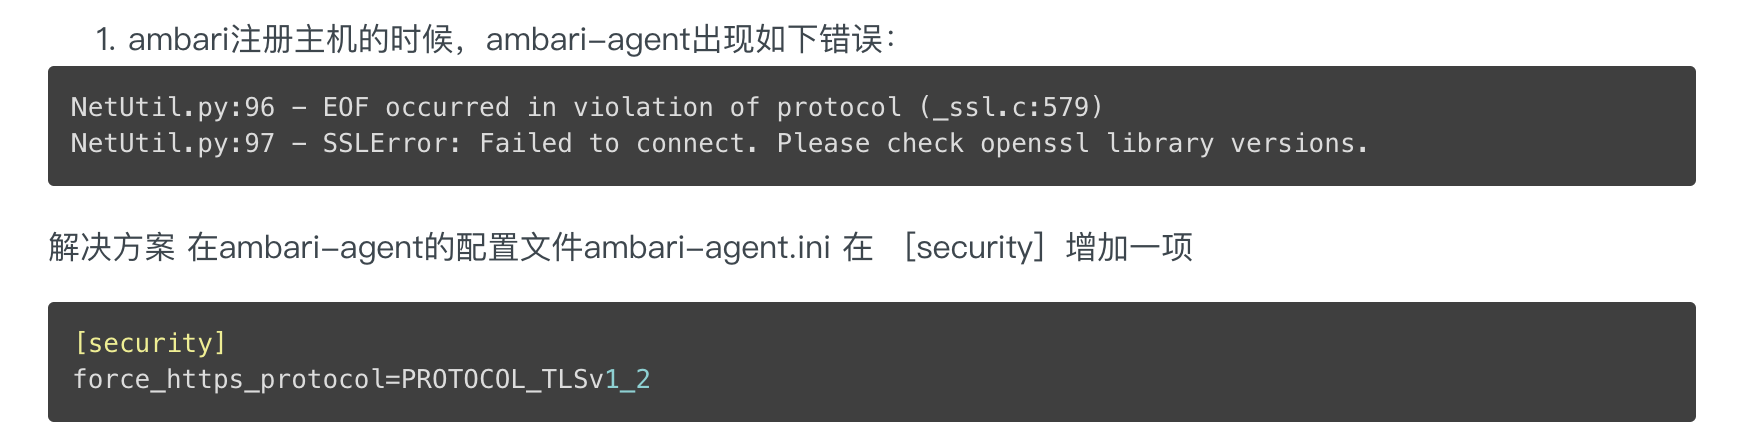 1. ambari注册主机的时候，ambari-agent出现如下错误：
NetUtil.py:96 - EOF occurred in violation of protocol (_ssl.c:579)
NetUtil.py:97 - SSLError: Failed to connect. Please check openssl library versions.
解决方案 在ambari-agent的配置文件ambari-agent.ini 在 ［security］增加一项
[security]
force_https_protocol=PROTOCOL_TLSv1_2